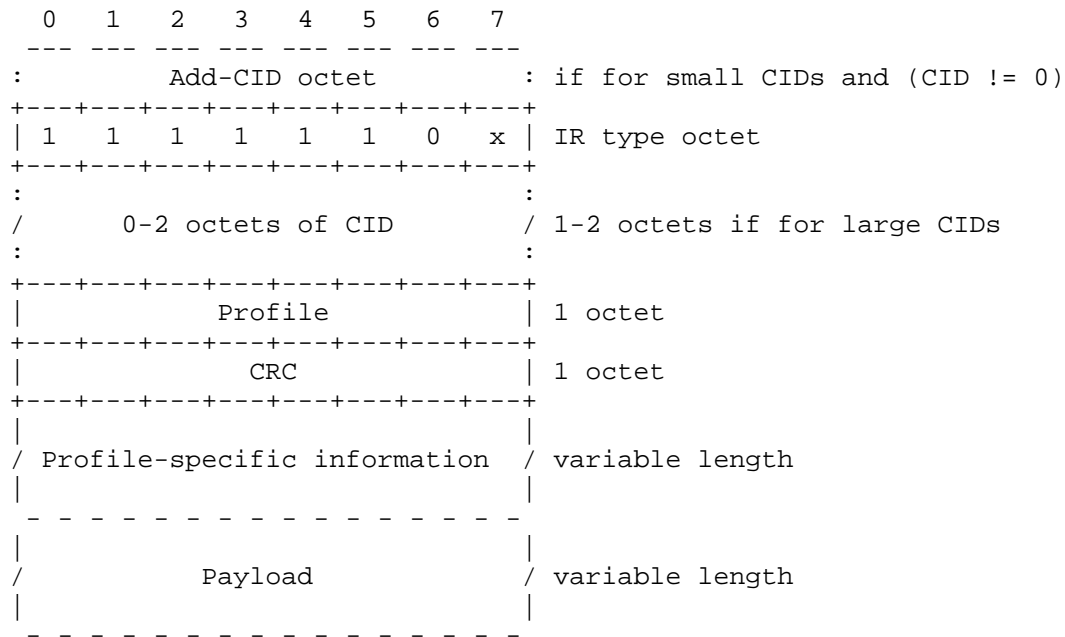 0   1   2   3   4   5   6   7
 --- --- --- --- --- --- --- ---
:         Add-CID octet         : if for small CIDs and (CID != 0)
+---+---+---+---+---+---+---+---+
| 1   1   1   1   1   1   0   x | IR type octet
+---+---+---+---+---+---+---+---+
:                               :
/      0-2 octets of CID        / 1-2 octets if for large CIDs
:                               :
+---+---+---+---+---+---+---+---+
|            Profile            | 1 octet
+---+---+---+---+---+---+---+---+
|              CRC              | 1 octet
+---+---+---+---+---+---+---+---+
|                               |
/ Profile-specific information  / variable length
|                               |
 - - - - - - - - - - - - - - - -
|                               |
/           Payload             / variable length
|                               |
 - - - - - - - - - - - - - - - -